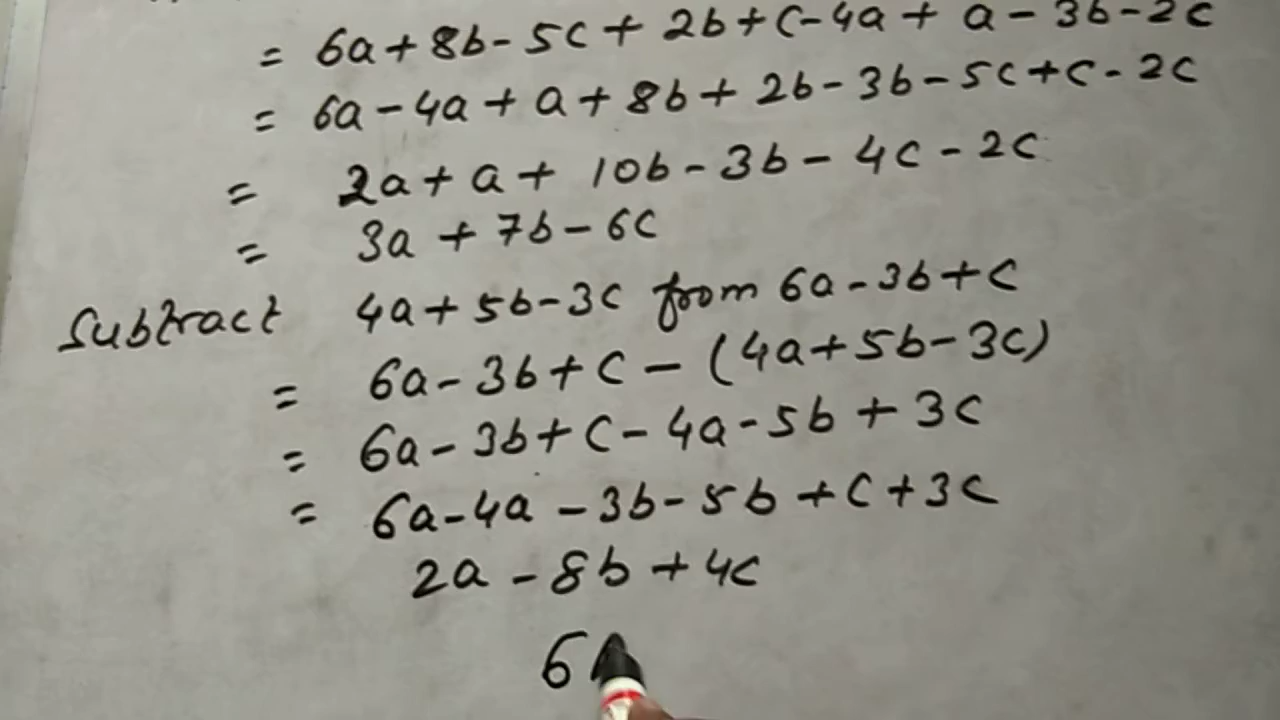 = 6a + 8b - 5c + 2b + c - 4a + a - 3b - 2c
= 6a - 4a + a + 8b + 2b - 3b - 5c + c - 2c
= 2a + a + 10b - 3b - 4c - 2c
= 3a + 7b - 6c
Subtract 4a + 5b - 3c from 6a - 3b + c
= 6a - 3b + c - (4a + 5b - 3c)
= 6a - 3b + c - 4a - 5b + 3c
= 6a - 4a - 3b - 5b + c + 3c
2a - 8b + 4c
6